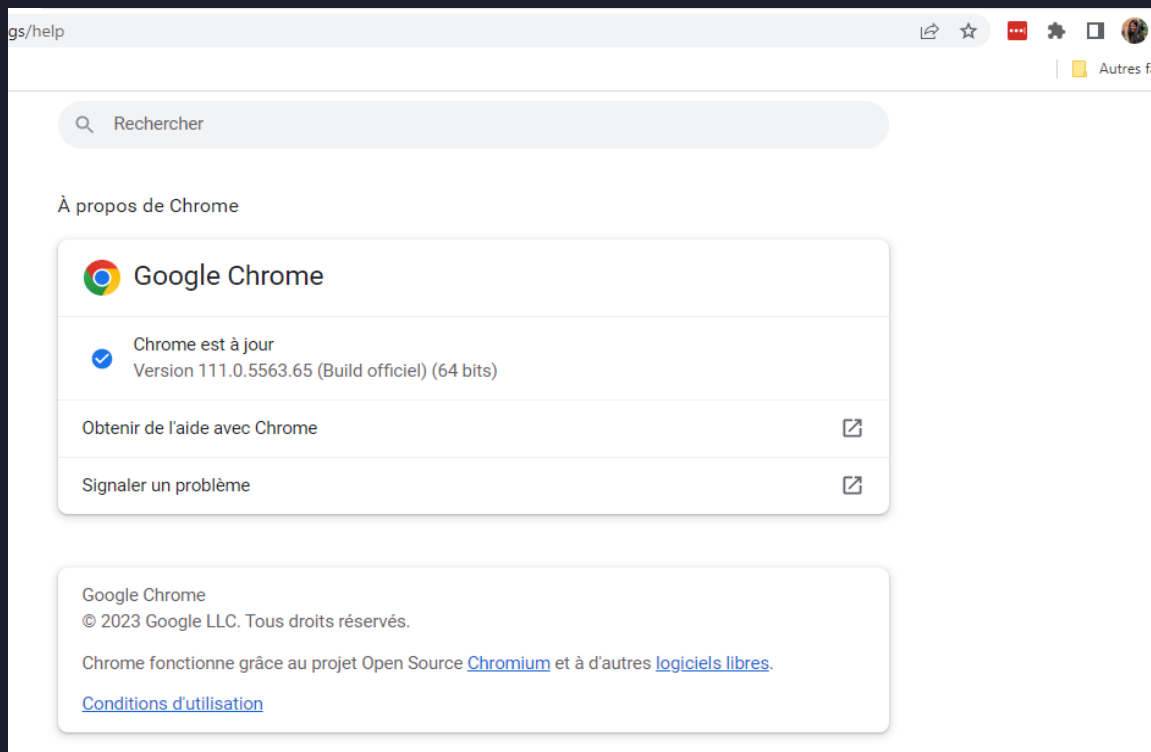 gs/help
Autres fa
Rechercher
À propos de Chrome
Google Chrome
Chrome est à jour
Version 111.0.5563.65 (Build officiel) (64 bits)
Obtenir de l'aide avec Chrome
Signaler un problème
Google Chrome
© 2023 Google LLC. Tous droits réservés.
Chrome fonctionne grâce au projet Open Source Chromium et à d'autres logiciels libres.
Conditions d'utilisation